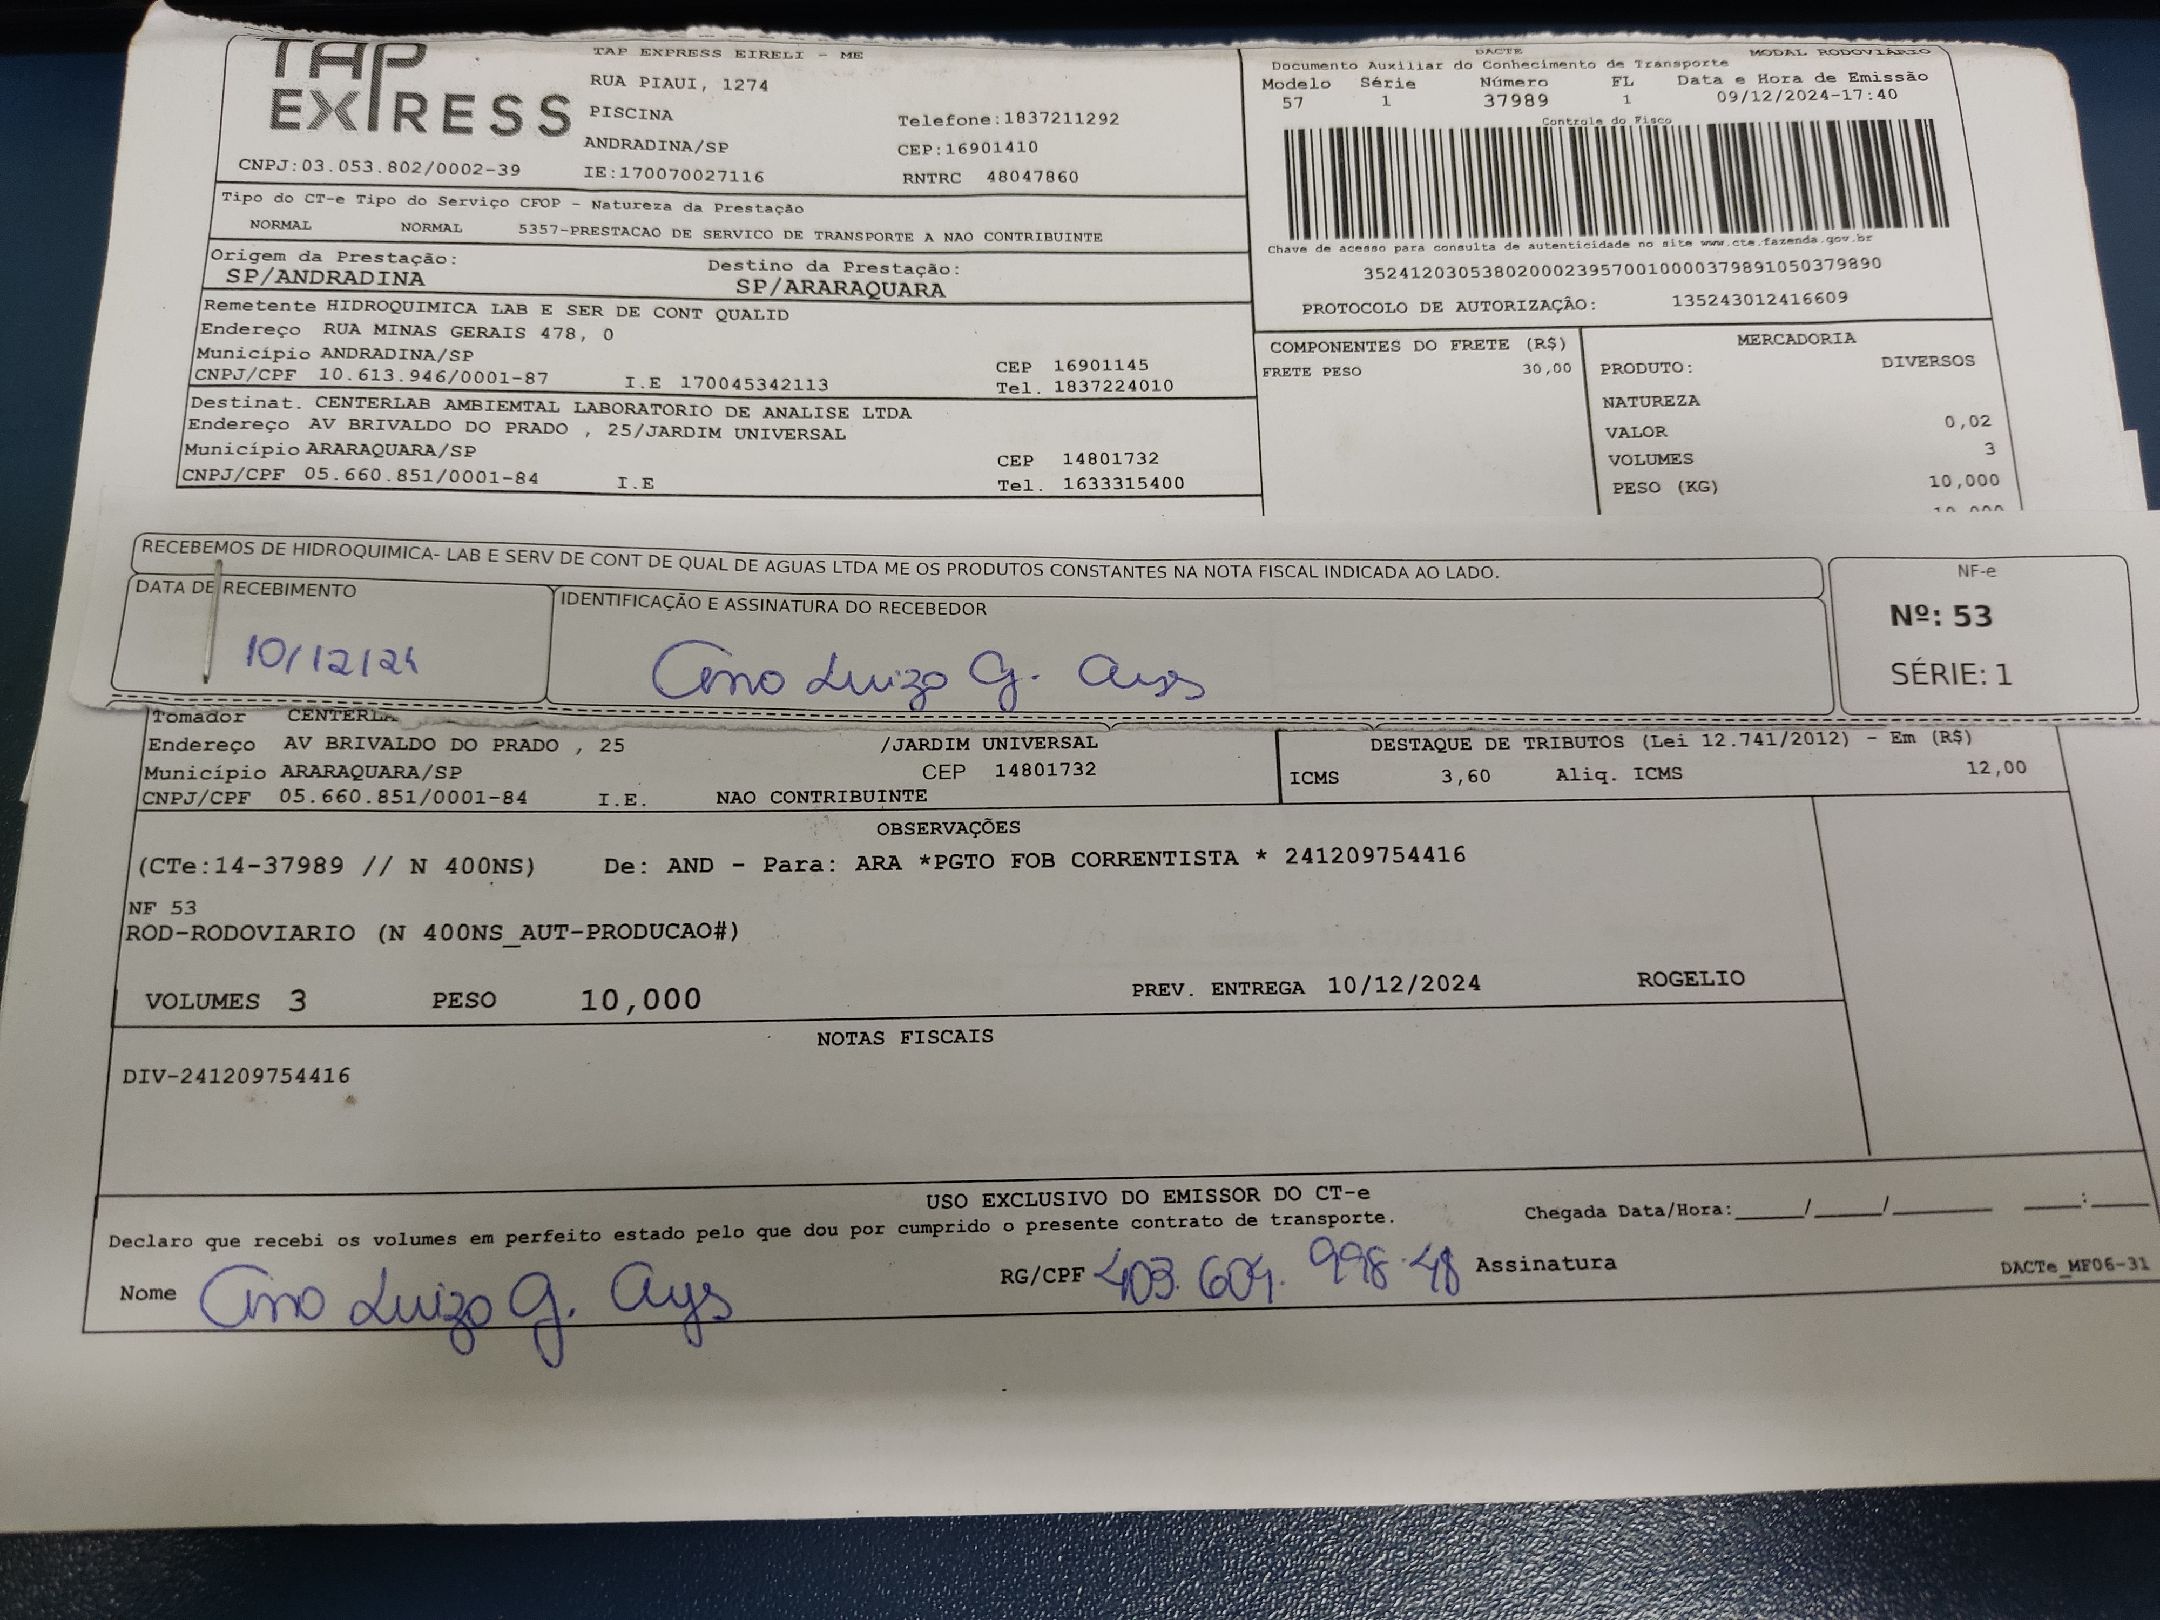 TAP EXPRESS
TAP EXPRESS EIRELI - ME
RUA PIAUI, 1274
PISCINA
Telefone:1837211292
ANDRADINA/SP
CEP:16901410
CNPJ:03.053.802/0002-39
IE:170070027116
RNTRC 48047860
DACTE
MODAL RODOVIÁRIO
Documento Auxiliar do Conhecimento de Transporte
Modelo Série Número FL Data e Hora de Emissão
57 1 37989 1 09/12/2024-17:40
Controle do Fisco
Chave de acesso para consulta de autenticidade no site www.cte.fazenda.gov.br
35241203053802000239570010000379891050379890
PROTOCOLO DE AUTORIZAÇÂO: 135243012416609
Tipo do CT-e Tipo do Serviço CFOP - Natureza da Prestação
NORMAL NORMAL 5357-PRESTACAO DE SERVICO DE TRANSPORTE A NAO CONTRIBUINTE
Origem da Prestação:
SP/ANDRADINA
Destino da Prestação:
SP/ARARAQUARA
Remetente HIDROQUIMICA LAB E SER DE CONT QUALID
Endereço RUA MINAS GERAIS 478, 0
Município ANDRADINA/SP CEP 16901145
CNPJ/CPF 10.613.946/0001-87 I.E 170045342113 Tel. 1837224010
Destinat. CENTERLAB AMBIEMTAL LABORATORIO DE ANALISE LTDA
Endereço AV BRIVALDO DO PRADO , 25/JARDIM UNIVERSAL
Município ARARAQUARA/SP CEP 14801732
CNPJ/CPF 05.660.851/0001-84 I.E Tel. 1633315400
COMPONENTES DO FRETE (R$)
FRETE PESO 30,00
MERCADORIA
PRODUTO: DIVERSOS
NATUREZA
VALOR 0,02
VOLUMES 3
PESO (KG) 10,000
RECEBEMOS DE HIDROQUIMICA- LAB E SERV DE CONT DE QUAL DE AGUAS LTDA ME OS PRODUTOS CONSTANTES NA NOTA FISCAL INDICADA AO LADO.
DATA DE RECEBIMENTO
10/12/24
IDENTIFICAÇÃO E ASSINATURA DO RECEBEDOR
Ana Luiza G.
NF-e
Nº: 53
SÉRIE: 1
Tomador CENTERLA
Endereço AV BRIVALDO DO PRADO , 25 /JARDIM UNIVERSAL
Município ARARAQUARA/SP CEP 14801732
CNPJ/CPF 05.660.851/0001-84 I.E. NAO CONTRIBUINTE
DESTAQUE DE TRIBUTOS (Lei 12.741/2012) - Em (R$)
ICMS 3,60 Aliq. ICMS 12,00
OBSERVAÇÕES
(CTe:14-37989 // N 400NS) De: AND - Para: ARA *PGTO FOB CORRENTISTA * 241209754416
NF 53
ROD-RODOVIARIO (N 400NS_AUT-PRODUCAO#)
VOLUMES 3 PESO 10,000 PREV. ENTREGA 10/12/2024 ROGELIO
NOTAS FISCAIS
DIV-241209754416
USO EXCLUSIVO DO EMISSOR DO CT-e
Declaro que recebi os volumes em perfeito estado pelo que dou por cumprido o presente contrato de transporte.
Chegada Data/Hora:_____/_____/_______ ____:____
Nome Ana Luiza G. RG/CPF 403.604.998-48 Assinatura
DACTe_MF06-31